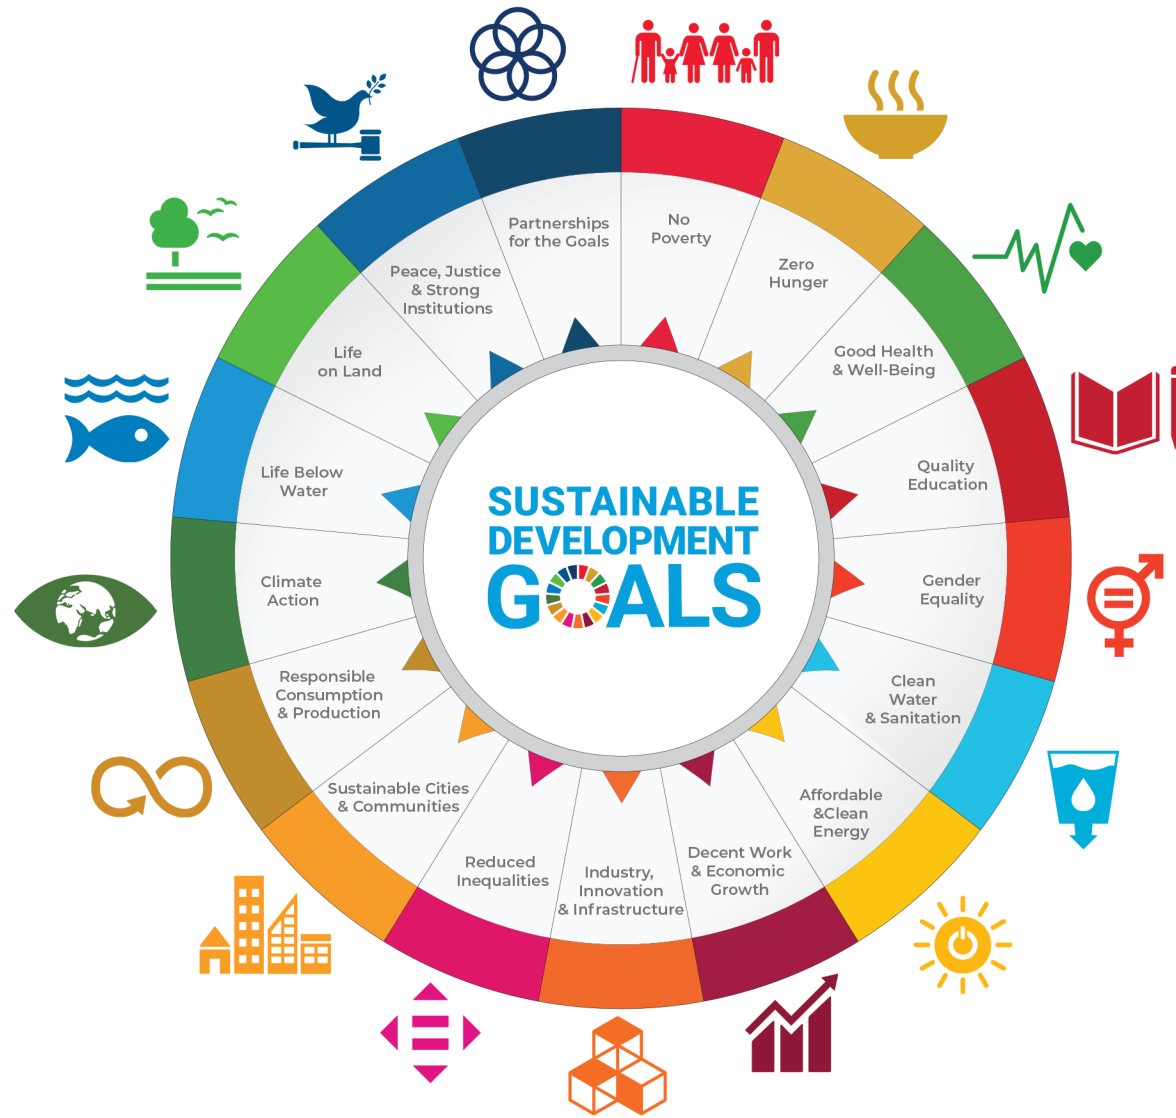 No
Poverty
Zero
Hunger
Good Health
& Well-Being
Quality
Education
Gender
Equality
Clean
Water
& Sanitation
Affordable
&Clean
Energy
Decent Work
& Economic
Growth
Industry,
Innovation
& Infrastructure
Reduced
Inequalities
Sustainable Cities
& Communities
Responsible
Consumption
& Production
Climate
Action
Life Below
Water
Life
on Land
Peace, Justice
& Strong
Institutions
Partnerships
for the Goals
SUSTAINABLE
DEVELOPMENT
GOALS